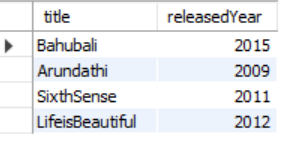 title releasedYear
Bahubali 2015
Arundathi 2009
SixthSense 2011
LifeisBeautiful 2012